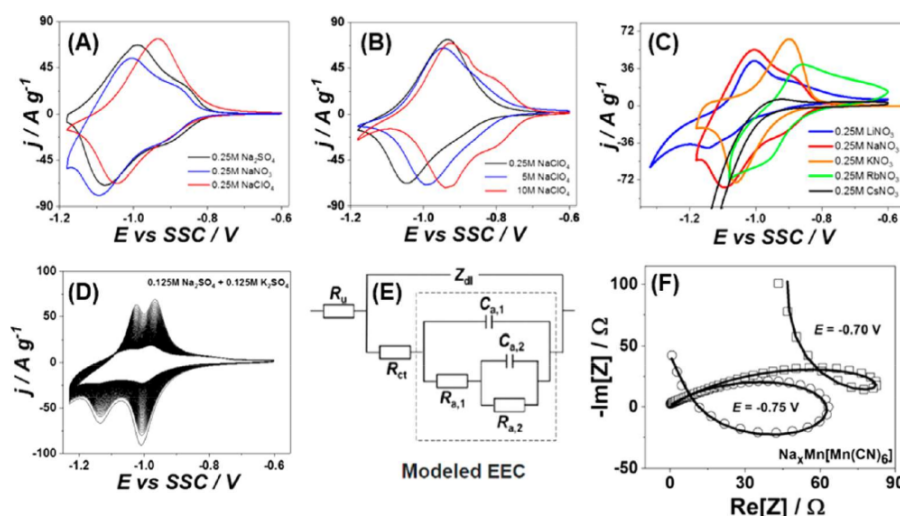 (A)
j / A g⁻¹
90
45
0
-45
-90
-1.2
-1.0
-0.8
-0.6
E vs SSC / V
0.25M Na₂SO₄
0.25M NaNO₃
0.25M NaClO₄
(B)
j / A g⁻¹
90
45
0
-45
-90
-1.2
-1.0
-0.8
-0.6
E vs SSC / V
0.25M NaClO₄
5M NaClO₄
10M NaClO₄
(C)
j / A g⁻¹
72
36
0
-36
-72
-1.2
-1.0
-0.8
-0.6
E vs SSC / V
0.25M LiNO₃
0.25M NaNO₃
0.25M KNO₃
0.25M RbNO₃
0.25M CsNO₃
(D)
0.125M Na₂SO₄ + 0.125M K₂SO₄
j / A g⁻¹
100
50
0
-50
-100
-1.2
-1.0
-0.8
-0.6
E vs SSC / V
(E)
Zdl
Ru
Ca,1
Ca,2
Rct
Ra,1
Ra,2
Modeled EEC
(F)
-Im[Z] / Ω
100
50
0
-50
0
30
60
90
E = -0.70 V
E = -0.75 V
NaₓMn[Mn(CN)₆]
Re[Z] / Ω